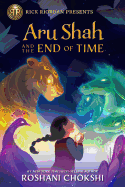 RICK RIORDAN PRESENTS
ARU SHAH
AND THE
END OF TIME
ROSHANI CHOKSHI